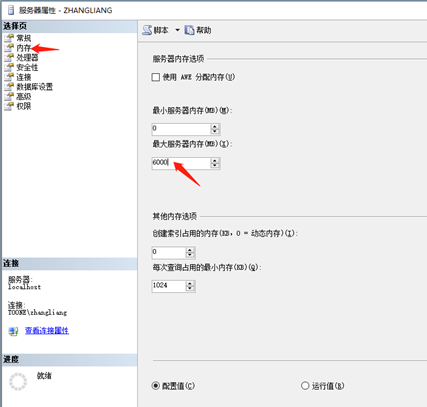 服务器属性 - ZHANGLIANG
选择页
常规
内存
处理器
安全性
连接
数据库设置
高级
权限
脚本 帮助
服务器内存选项
使用 AWE 分配内存(U)
最小服务器内存(MB)(M):
0
最大服务器内存(MB)(X):
6000
其他内存选项
创建索引占用的内存(KB,0 = 动态内存)(I):
0
每次查询占用的最小内存(KB)(Q):
1024
连接
服务器:
localhost
连接:
TOONE\zhangliang
查看连接属性
进度
就绪
配置值(C) 运行值(R)